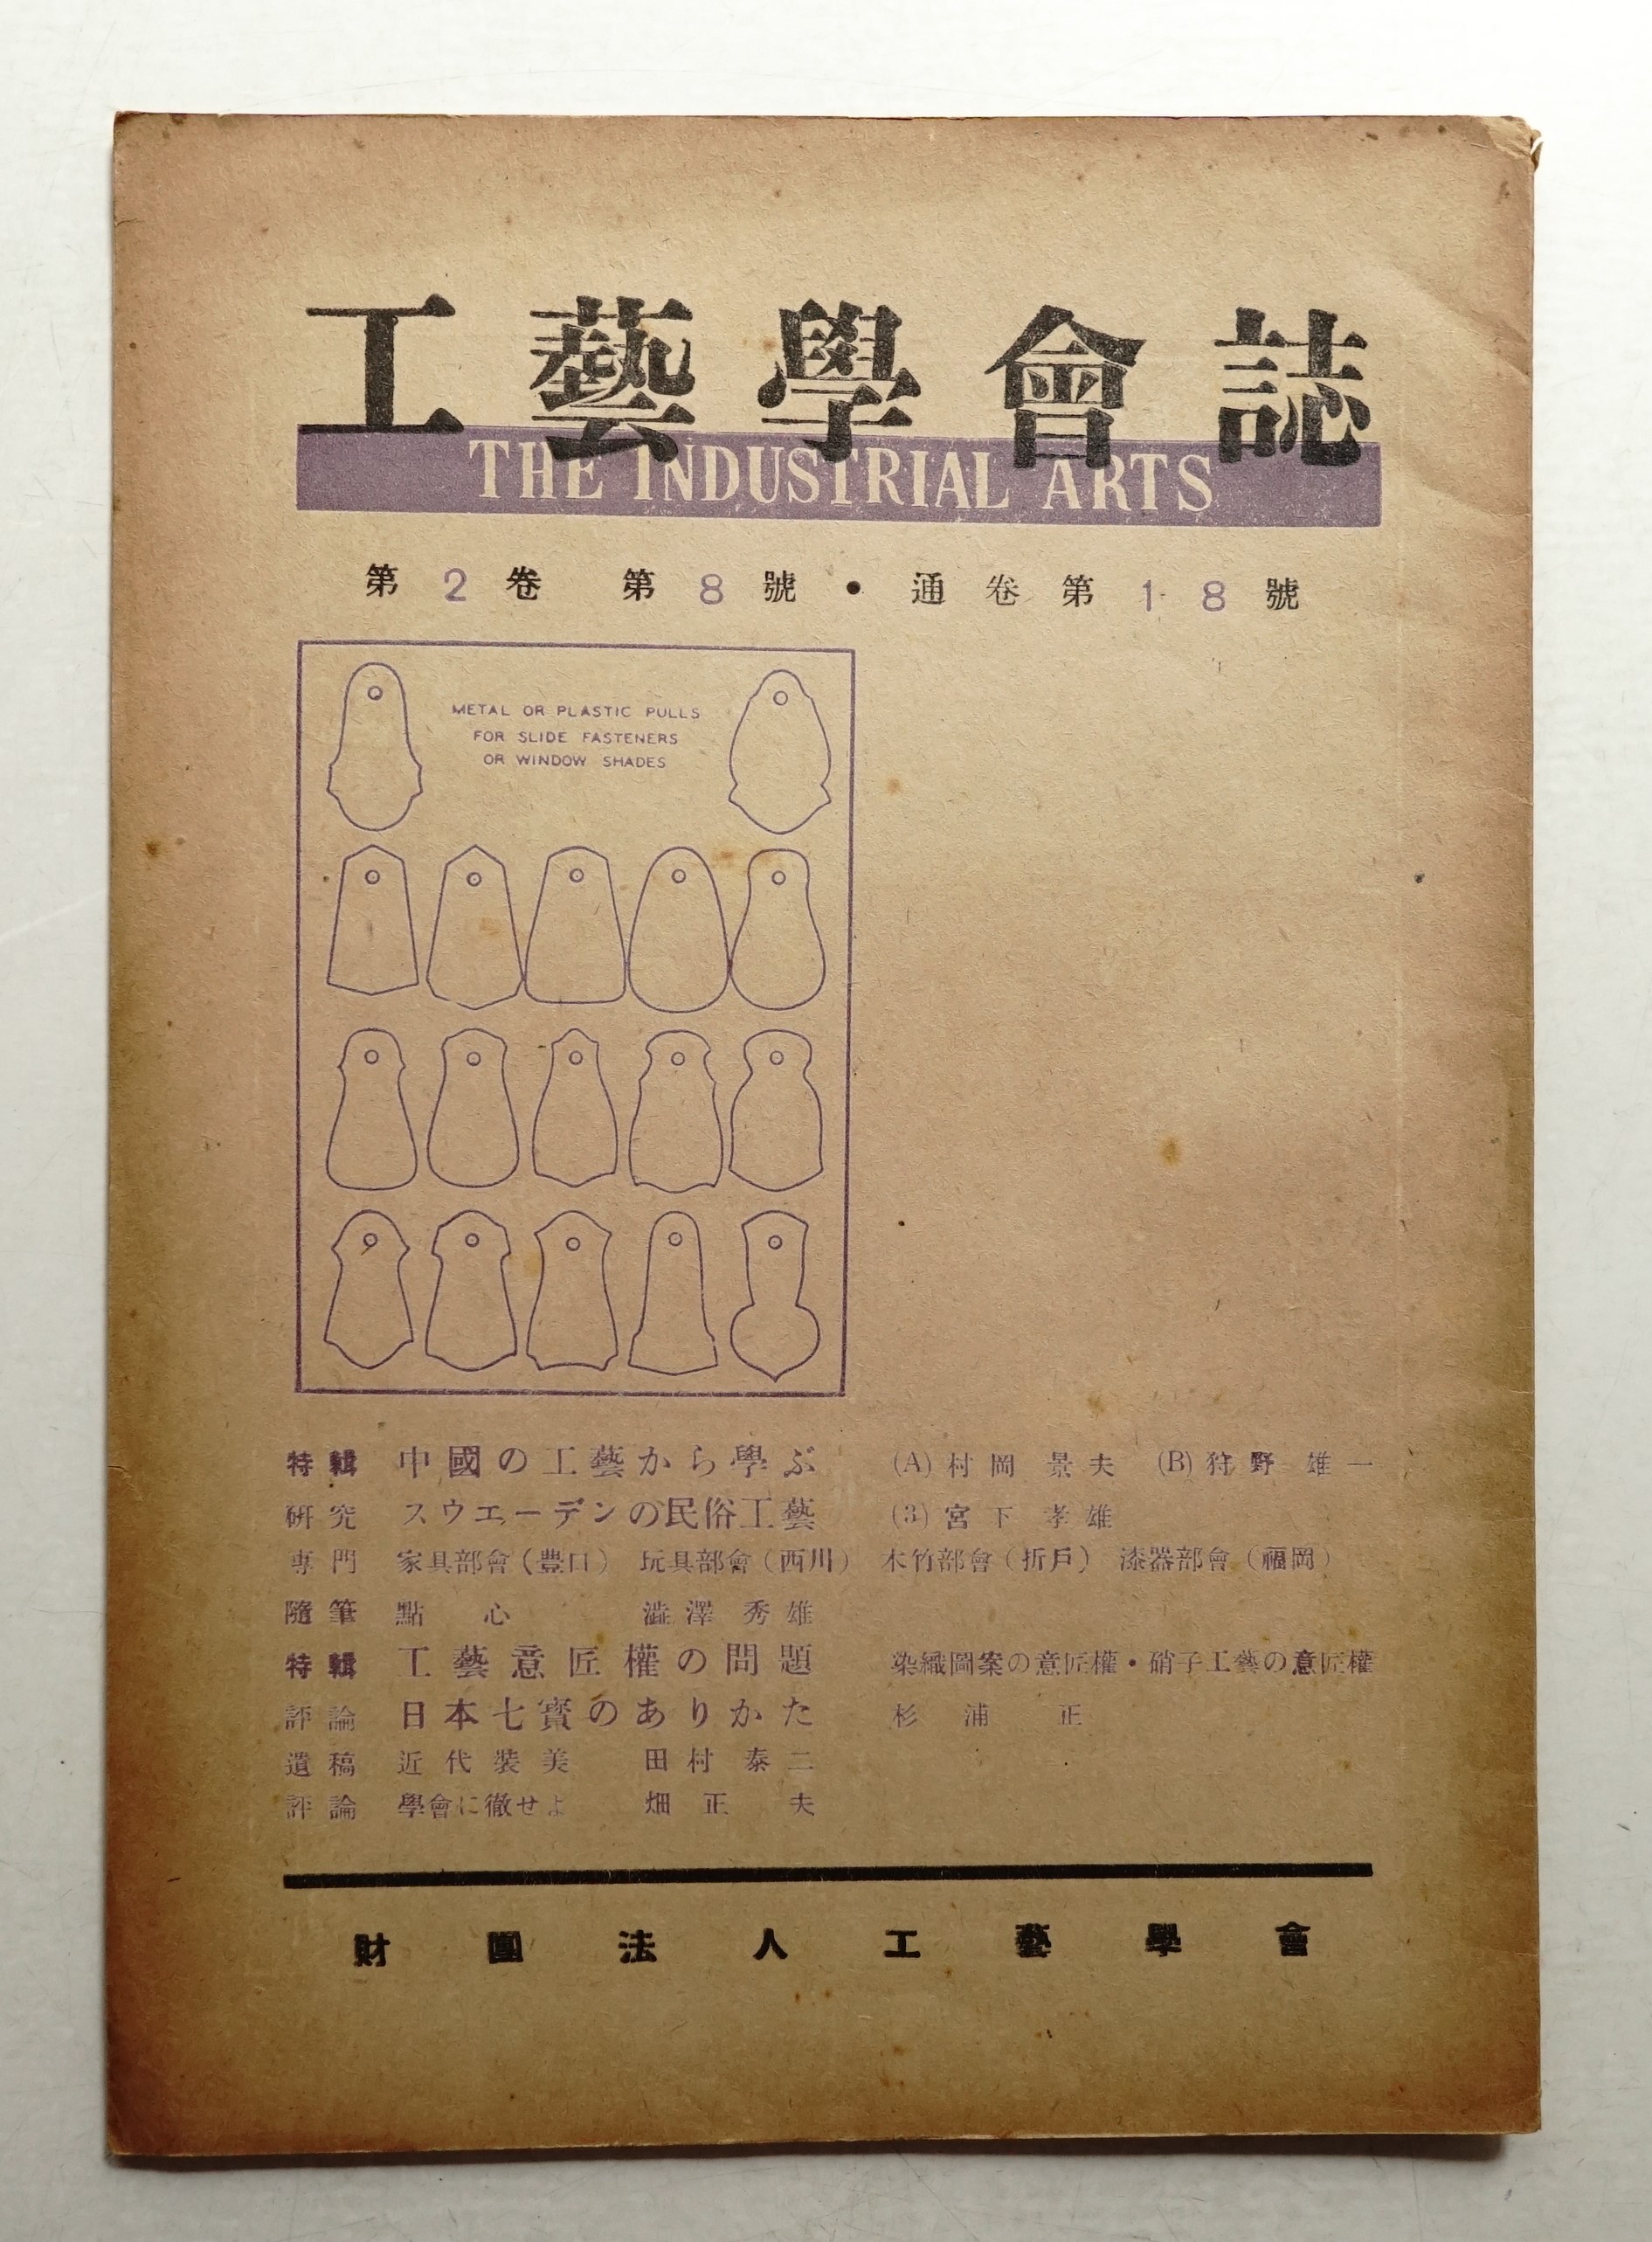 工藝學會誌
THE INDUSTRIAL ARTS
第2卷 第8號・通卷第18號
METAL OR PLASTIC PULLS
FOR SLIDE FASTENERS
OR WINDOW SHADES
特輯 中國の工藝から學ぶ (A)村岡景夫 (B)狩野雄一
硏究 スウエーデンの民俗工藝 (3)宮下孝雄
専門 家具部會(豊口) 玩具部會(西川) 木竹部會(折戶) 漆器部會(福岡)
隨筆 點心 澁澤秀雄
特輯 工藝意匠權の問題 染織圖案の意匠權・硝子工藝の意匠權
評論 日本七寳のありかた 杉浦正
遺稿 近代裝美 田村泰二
評論 學會に徹せよ 畑正夫
財團法人工藝學會